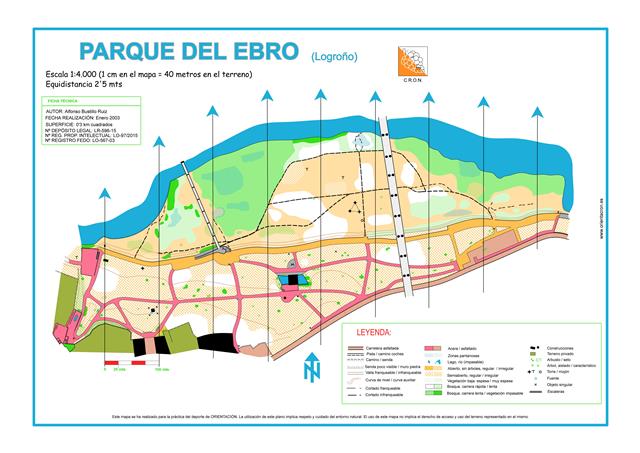 PARQUE DEL EBRO (Logroño)
C.R.O.N.
Escala 1:4.000 (1 cm en el mapa = 40 metros en el terreno)
Equidistancia 2'5 mts
FICHA TÉCNICA
AUTOR: Alfonso Bustillo Ruiz
FECHA REALIZACIÓN: Enero-2003
SUPERFICIE: 0'3 km cuadrados
Nº DEPÓSITO LEGAL: LR-596-15
Nº REG. PROP. INTELECTUAL: LO-97/2015
Nº REGISTRO FEDO: LO-567-03
www.orientacion.es
0 25 mts 100 mts
N
LEYENDA:
Carretera asfaltada
Pista / camino coches
Camino / senda
Senda poco visible / muro piedra
Valla franqueable / infranqueable
Curva de nivel / curva auxiliar
Cortado franqueable
Cortado infranqueable
Acera / asfaltado
Zonas pantanosas
Lago, río (impasable)
Abierto, sin árboles, regular / irregular
Semiabierto, regular / irregular
Vegetación baja: espesa / muy espesa
Bosque, carrera rápida / lenta
Bosque, carrera lenta / vegetación impasable
Construcciones
Terreno privado
Arbusto / seto
Árbol, aislado / característico
Torre / mojón
Fuente
Objeto singular
Escaleras
Este mapa se ha realizado para la práctica del deporte de ORIENTACIÓN. La utilización de este plano implica respeto y cuidado del entorno natural. El uso de este mapa no implica el derecho de acceso y uso del terreno representado en el mismo.